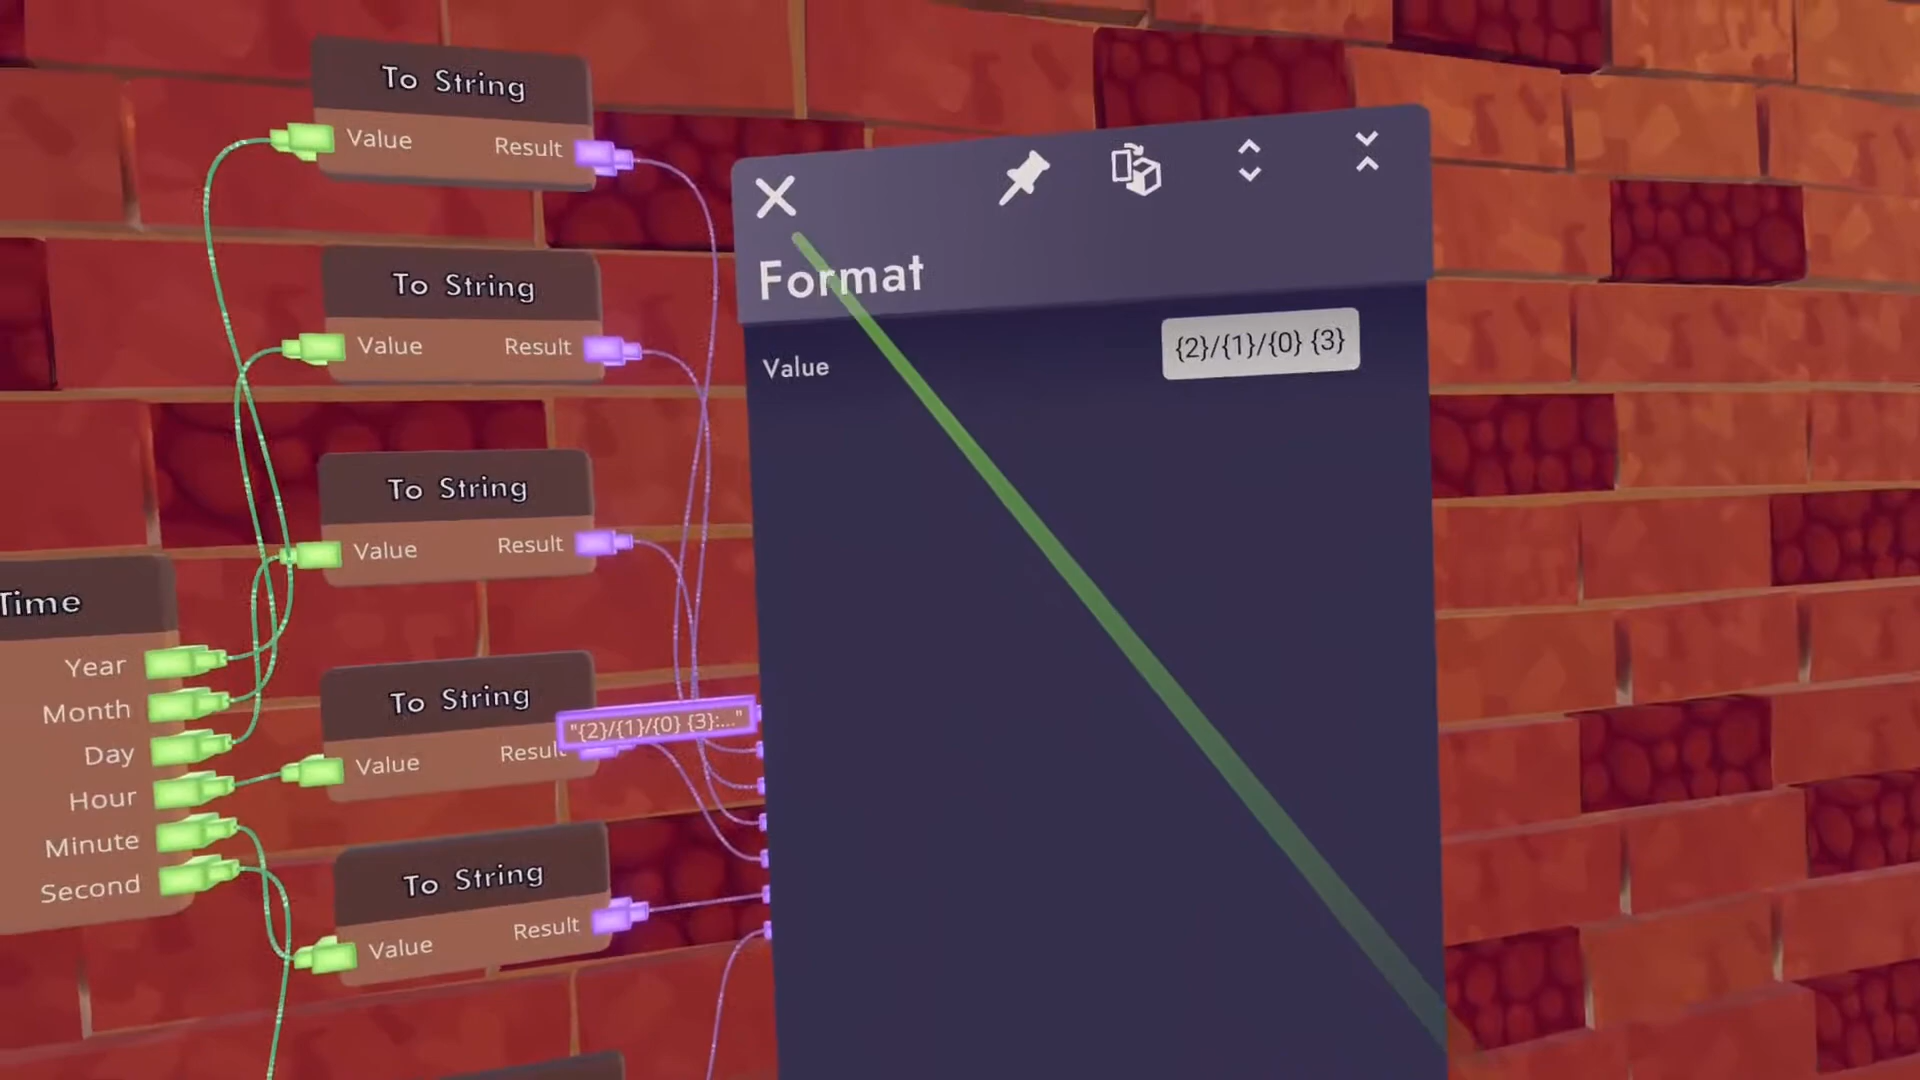 To String
Value Result
To String
Value Result
To String
Value Result
To String
Value Result
To String
Value Result
Time
Year
Month
Day
Hour
Minute
Second
"{2}/{1}/{0} {3}:..."
Format
Value
{2}/{1}/{0} {3}